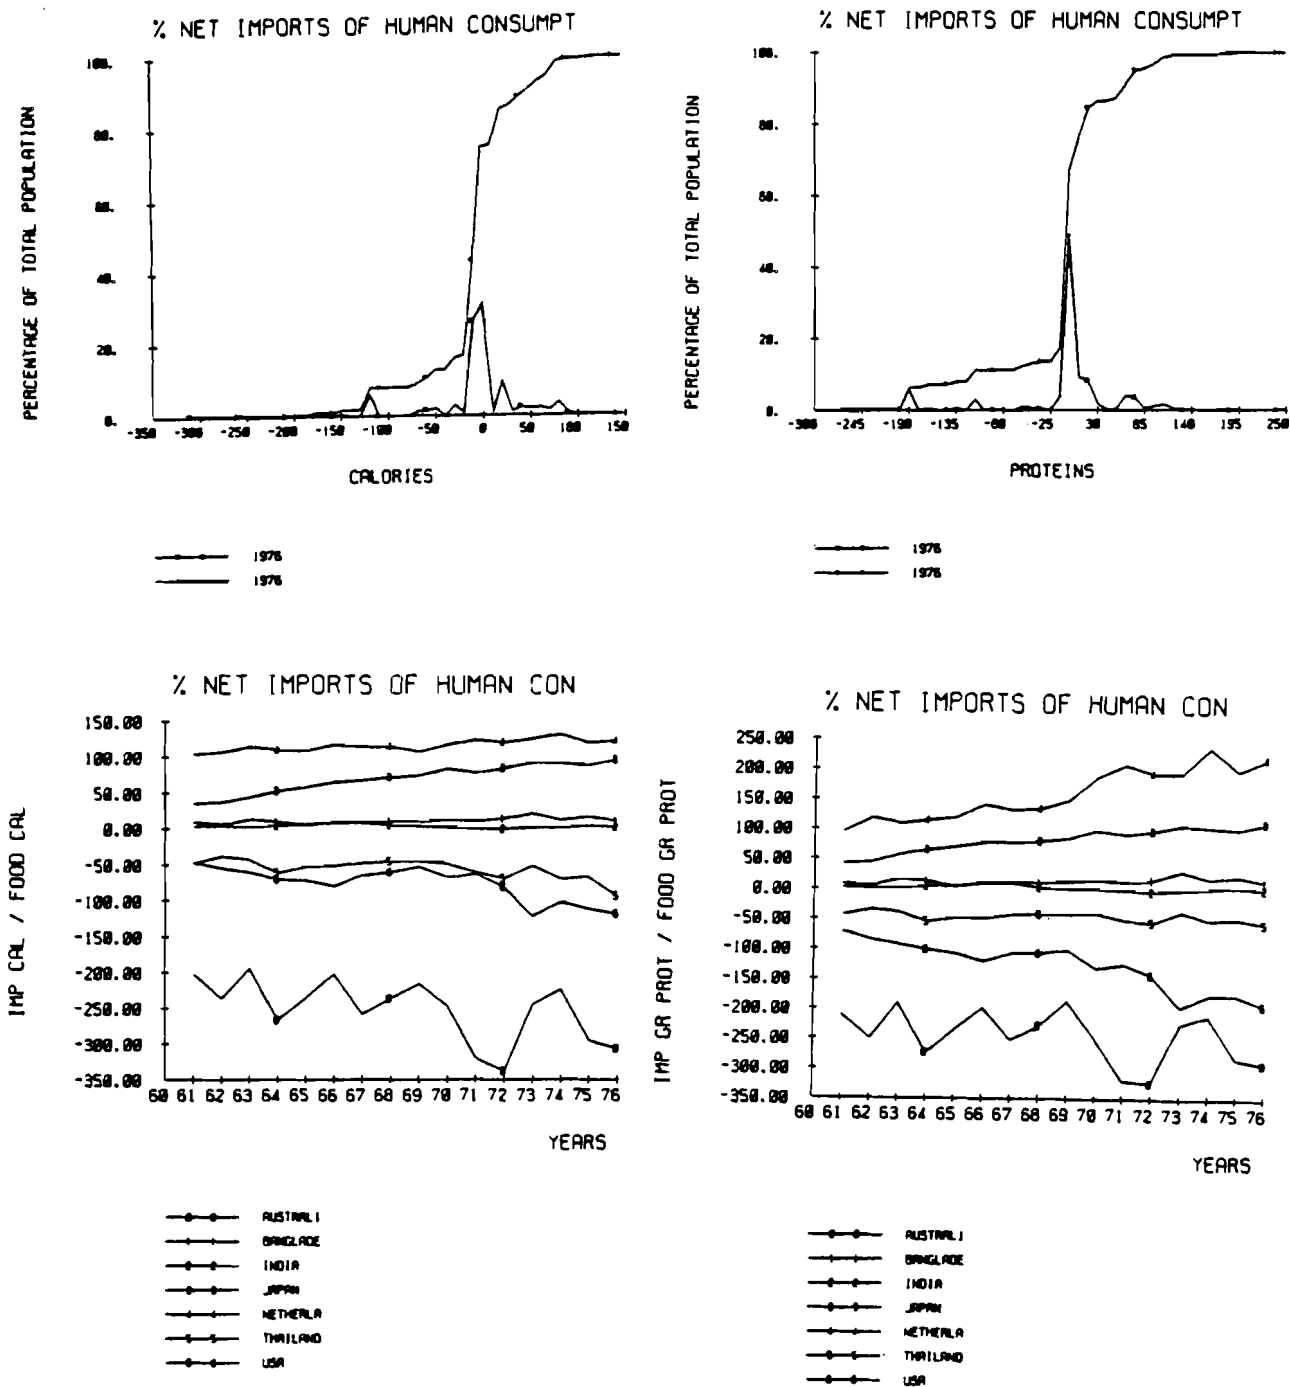 % NET IMPORTS OF HUMAN CONSUMPT
PERCENTAGE OF TOTAL POPULATION
100.
80.
60.
40.
20.
0.
-350 -300 -250 -200 -150 -100 -50 0 50 100 150
CALORIES
1976
1976
% NET IMPORTS OF HUMAN CONSUMPT
PERCENTAGE OF TOTAL POPULATION
100.
80.
60.
40.
20.
0.
-300 -245 -190 -135 -80 -25 30 85 140 195 250
PROTEINS
1976
1976
% NET IMPORTS OF HUMAN CON
IMP CAL / FOOD CAL
150.00
100.00
50.00
0.00
-50.00
-100.00
-150.00
-200.00
-250.00
-300.00
-350.00
60 61 62 63 64 65 66 67 68 69 70 71 72 73 74 75 76
YEARS
AUSTRALI
BANGLADE
INDIA
JAPAN
NETHERLA
THAILAND
USA
% NET IMPORTS OF HUMAN CON
IMP GR PROT / FOOD GR PROT
250.00
200.00
150.00
100.00
50.00
0.00
-50.00
-100.00
-150.00
-200.00
-250.00
-300.00
-350.00
60 61 62 63 64 65 66 67 68 69 70 71 72 73 74 75 76
YEARS
AUSTRALI
BANGLADE
INDIA
JAPAN
NETHERLA
THAILAND
USA